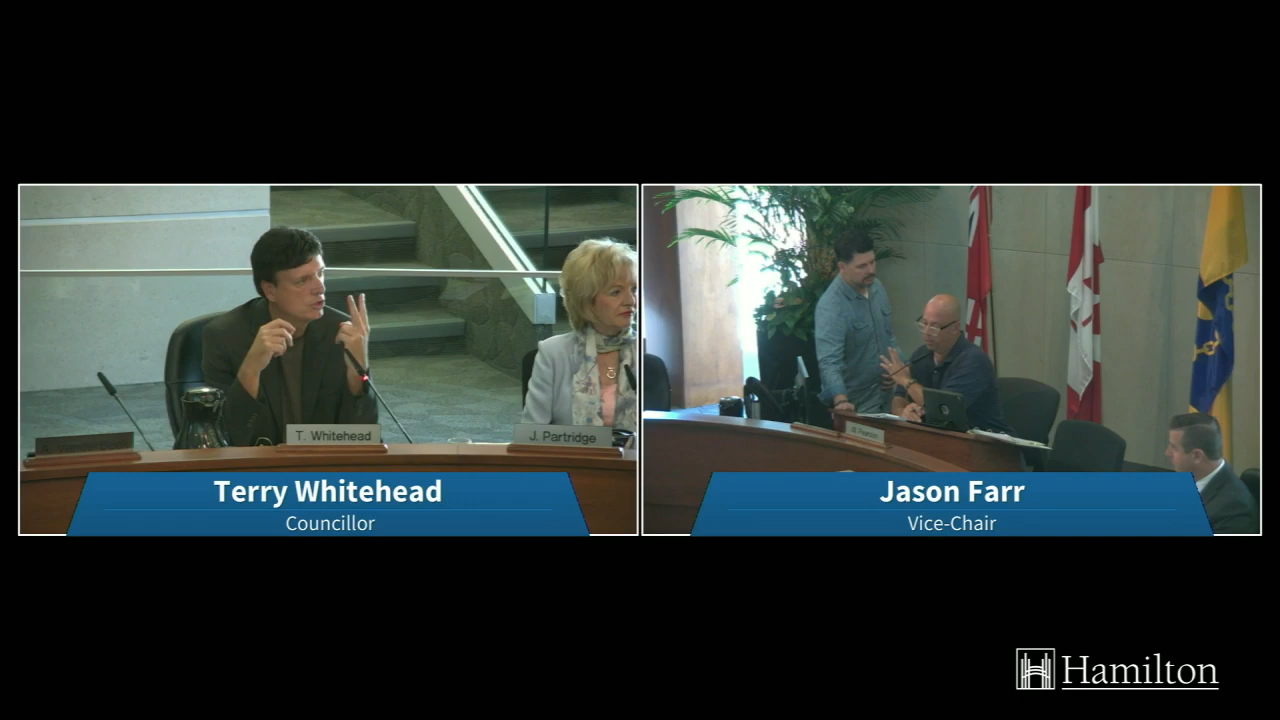 T. Whitehead
J. Partridge
Terry Whitehead
Councillor
Jason Farr
Vice-Chair
Hamilton